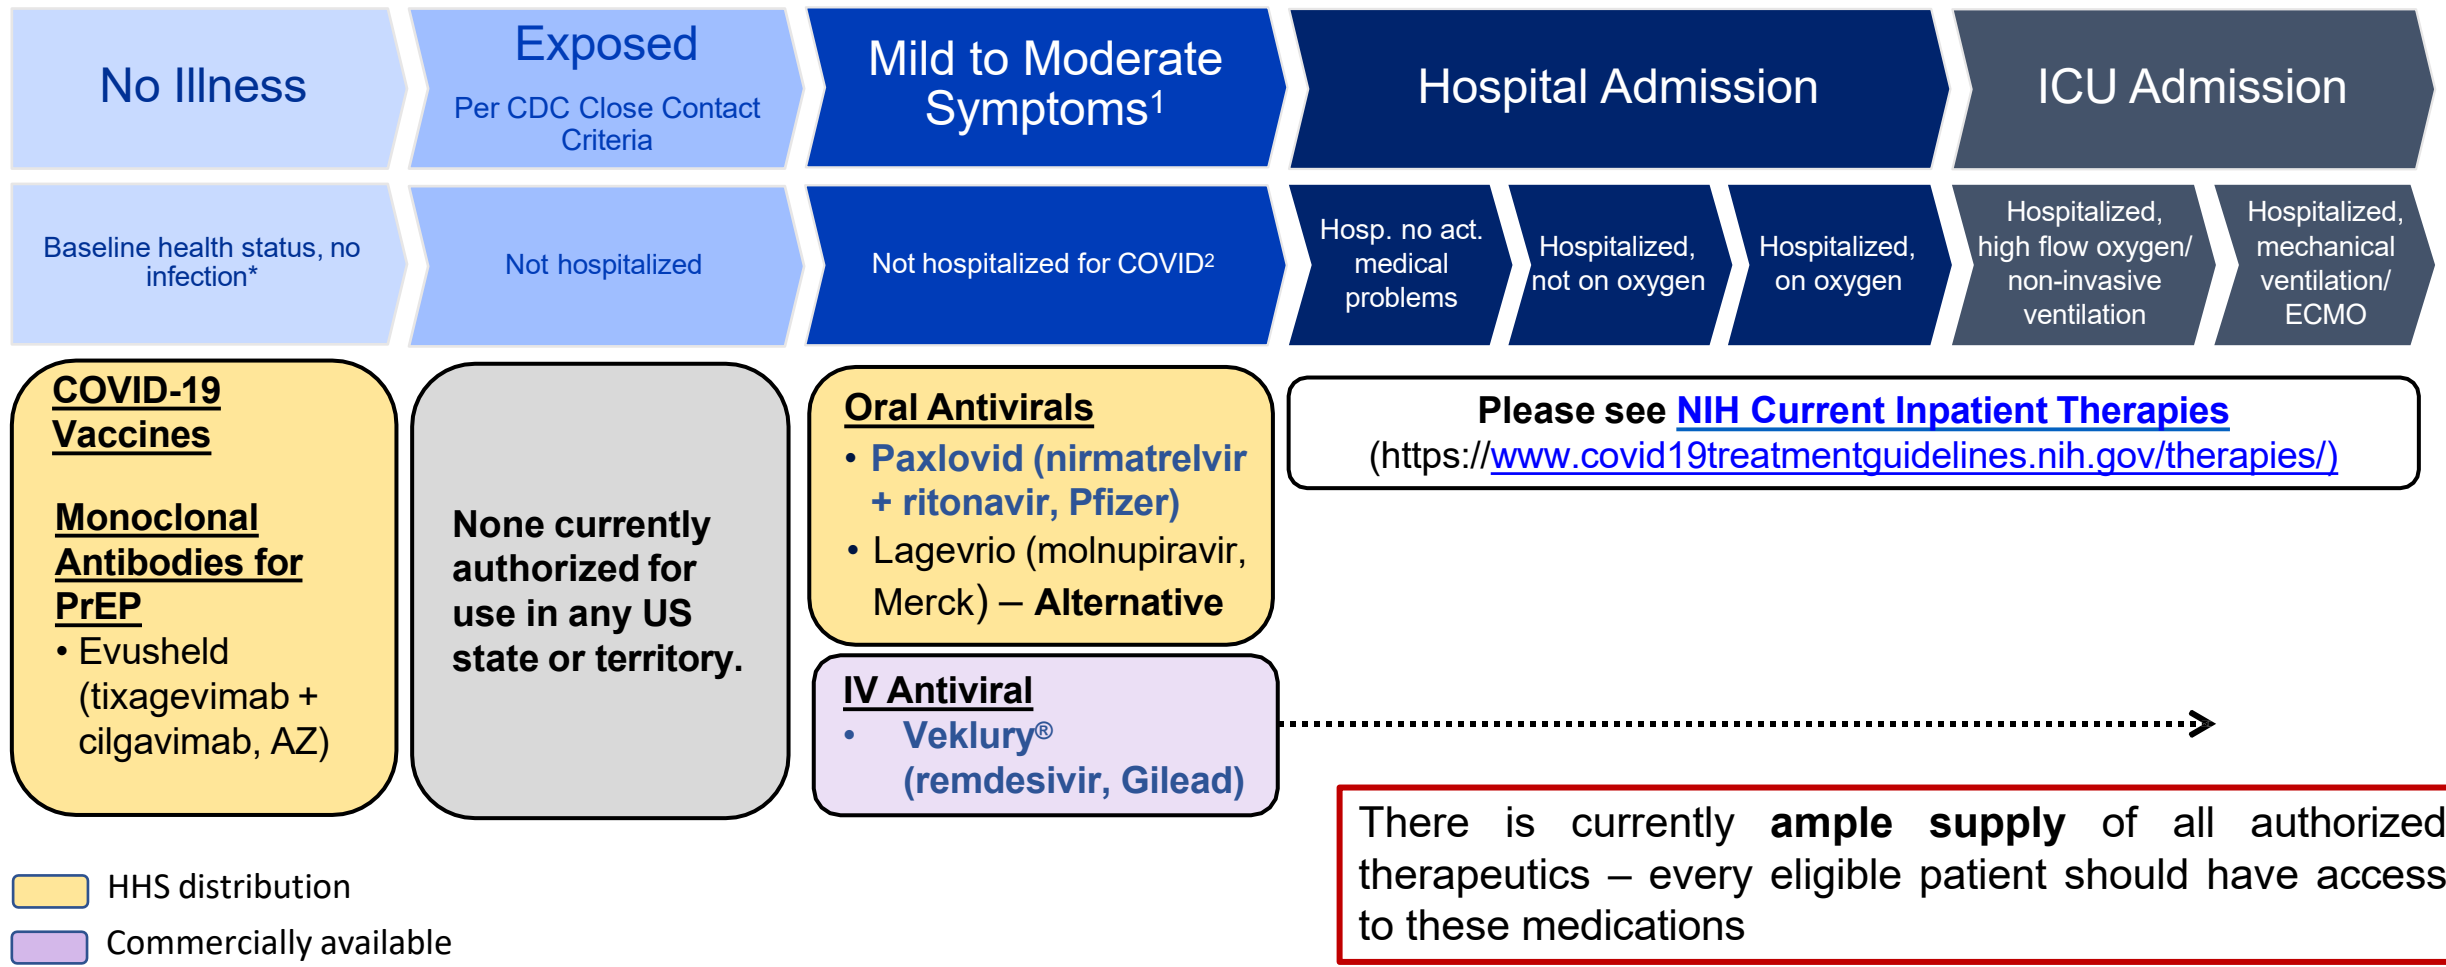 No Illness
Exposed
Per CDC Close Contact
Criteria
Mild to Moderate
Symptoms1
Hospital Admission
ICU Admission
Baseline health status, no
infection*
Not hospitalized
Not hospitalized for COVID2
Hosp. no act.
medical
problems
Hospitalized,
not on oxygen
Hospitalized,
on oxygen
Hospitalized,
high flow oxygen/
non-invasive
ventilation
Hospitalized,
mechanical
ventilation/
ECMO
COVID-19
Vaccines
Monoclonal
Antibodies for
PrEP
• Evusheld
(tixagevimab +
cilgavimab, AZ)
None currently
authorized for
use in any US
state or territory.
Oral Antivirals
• Paxlovid (nirmatrelvir
+ ritonavir, Pfizer)
• Lagevrio (molnupiravir,
Merck) – Alternative
IV Antiviral
• Veklury®
(remdesivir, Gilead)
Please see NIH Current Inpatient Therapies
(https://www.covid19treatmentguidelines.nih.gov/therapies/)
There is currently ample supply of all authorized
therapeutics – every eligible patient should have access
to these medications
HHS distribution
Commercially available